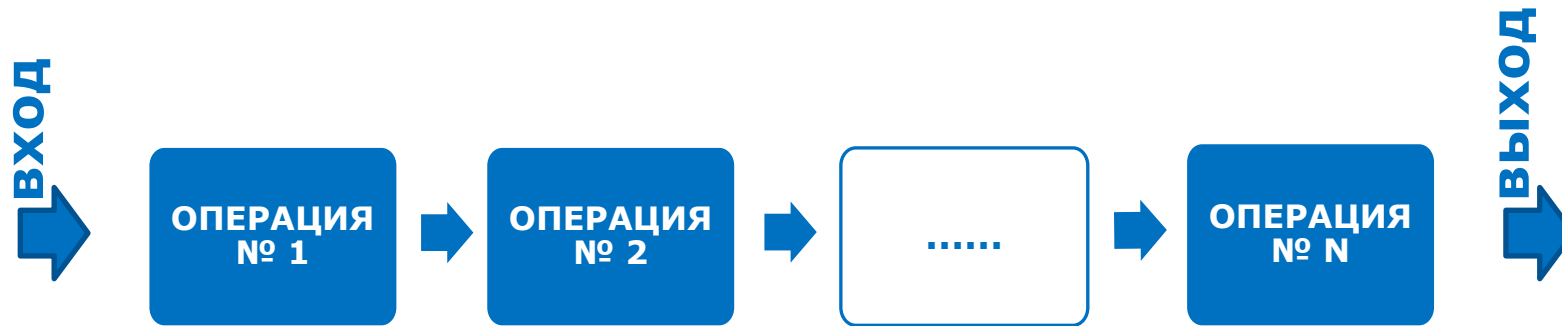 ВХОД
ОПЕРАЦИЯ
№ 1
ОПЕРАЦИЯ
№ 2
......
ОПЕРАЦИЯ
№ N
ВЫХОД